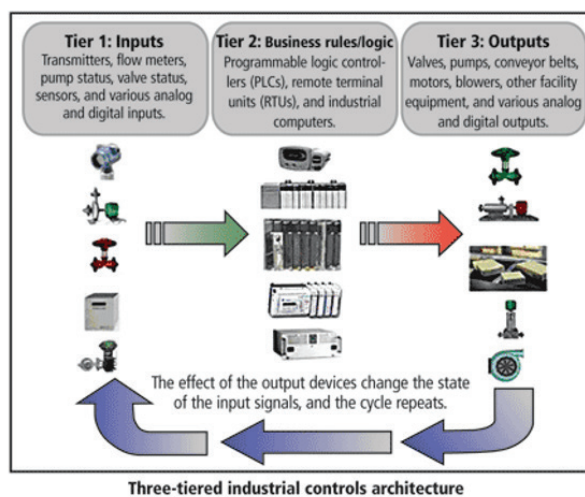 Tier 1: Inputs
Transmitters, flow meters,
pump status, valve status,
sensors, and various analog
and digital inputs.
Tier 2: Business rules/logic
Programmable logic control-
lers (PLCs), remote terminal
units (RTUs), and industrial
computers.
Tier 3: Outputs
Valves, pumps, conveyor belts,
motors, blowers, other facility
equipment, and various analog
and digital outputs.
The effect of the output devices change the state
of the input signals, and the cycle repeats.
Three-tiered industrial controls architecture